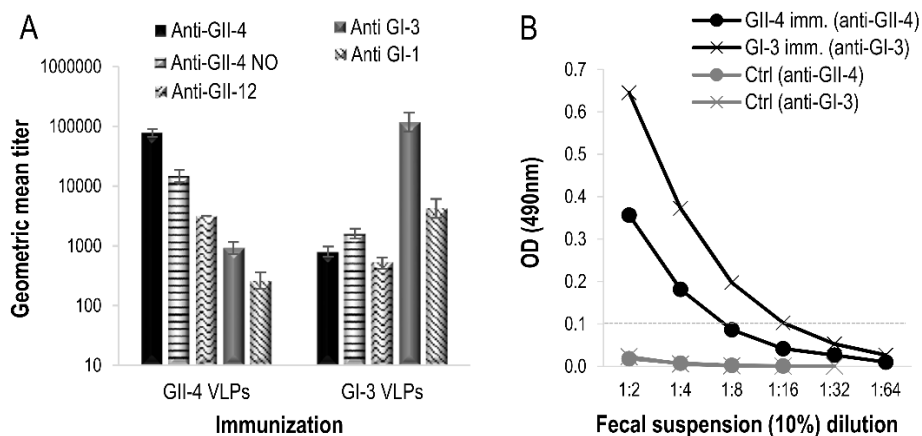 A
Anti-GII-4
Anti-GII-4 NO
Anti-GII-12
Anti GI-3
Anti GI-1
Geometric mean titer
1000000
100000
10000
1000
100
10
GII-4 VLPs
GI-3 VLPs
Immunization
B
GII-4 imm. (anti-GII-4)
GI-3 imm. (anti-GI-3)
Ctrl (anti-GII-4)
Ctrl (anti-GI-3)
OD (490nm)
0.7
0.6
0.5
0.4
0.3
0.2
0.1
0.0
1:2 1:4 1:8 1:16 1:32 1:64
Fecal suspension (10%) dilution